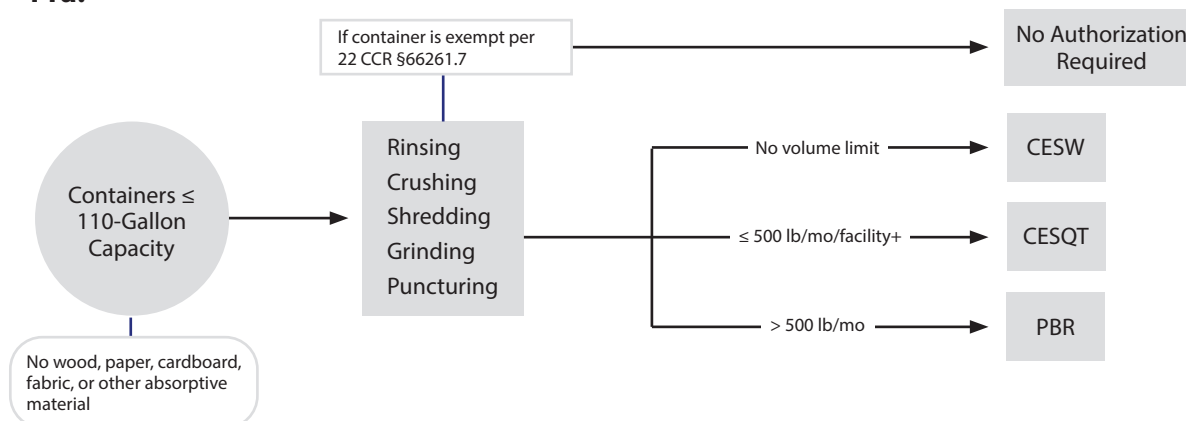 If container is exempt per
22 CCR §66261.7
No Authorization
Required
Containers ≤
110-Gallon
Capacity
Rinsing
Crushing
Shredding
Grinding
Puncturing
No volume limit
CESW
≤ 500 lb/mo/facility+
CESQT
> 500 lb/mo
PBR
No wood, paper, cardboard,
fabric, or other absorptive
material